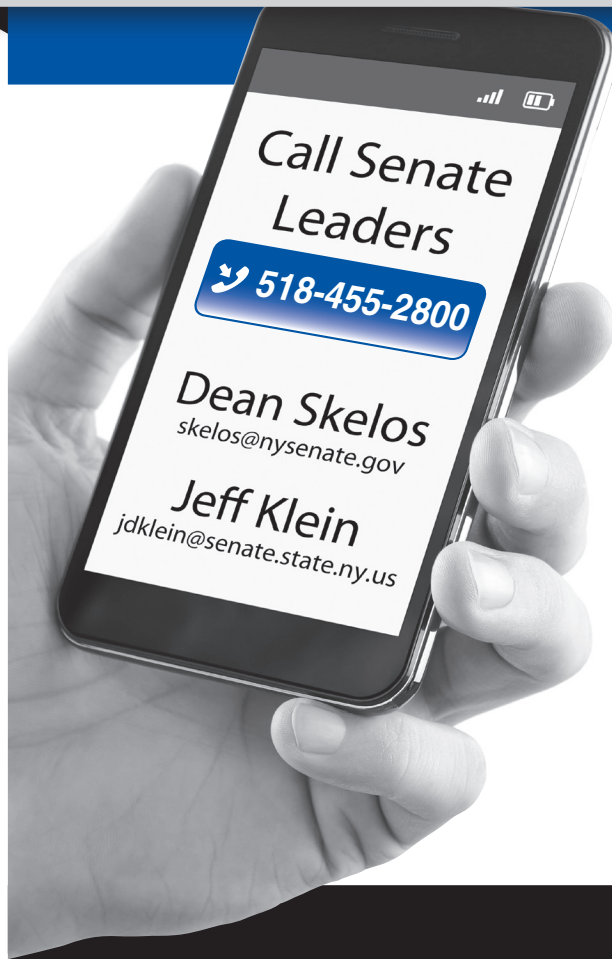 Call Senate
Leaders
518-455-2800
Dean Skelos
skelos@nysenate.gov
Jeff Klein
jdklein@senate.state.ny.us